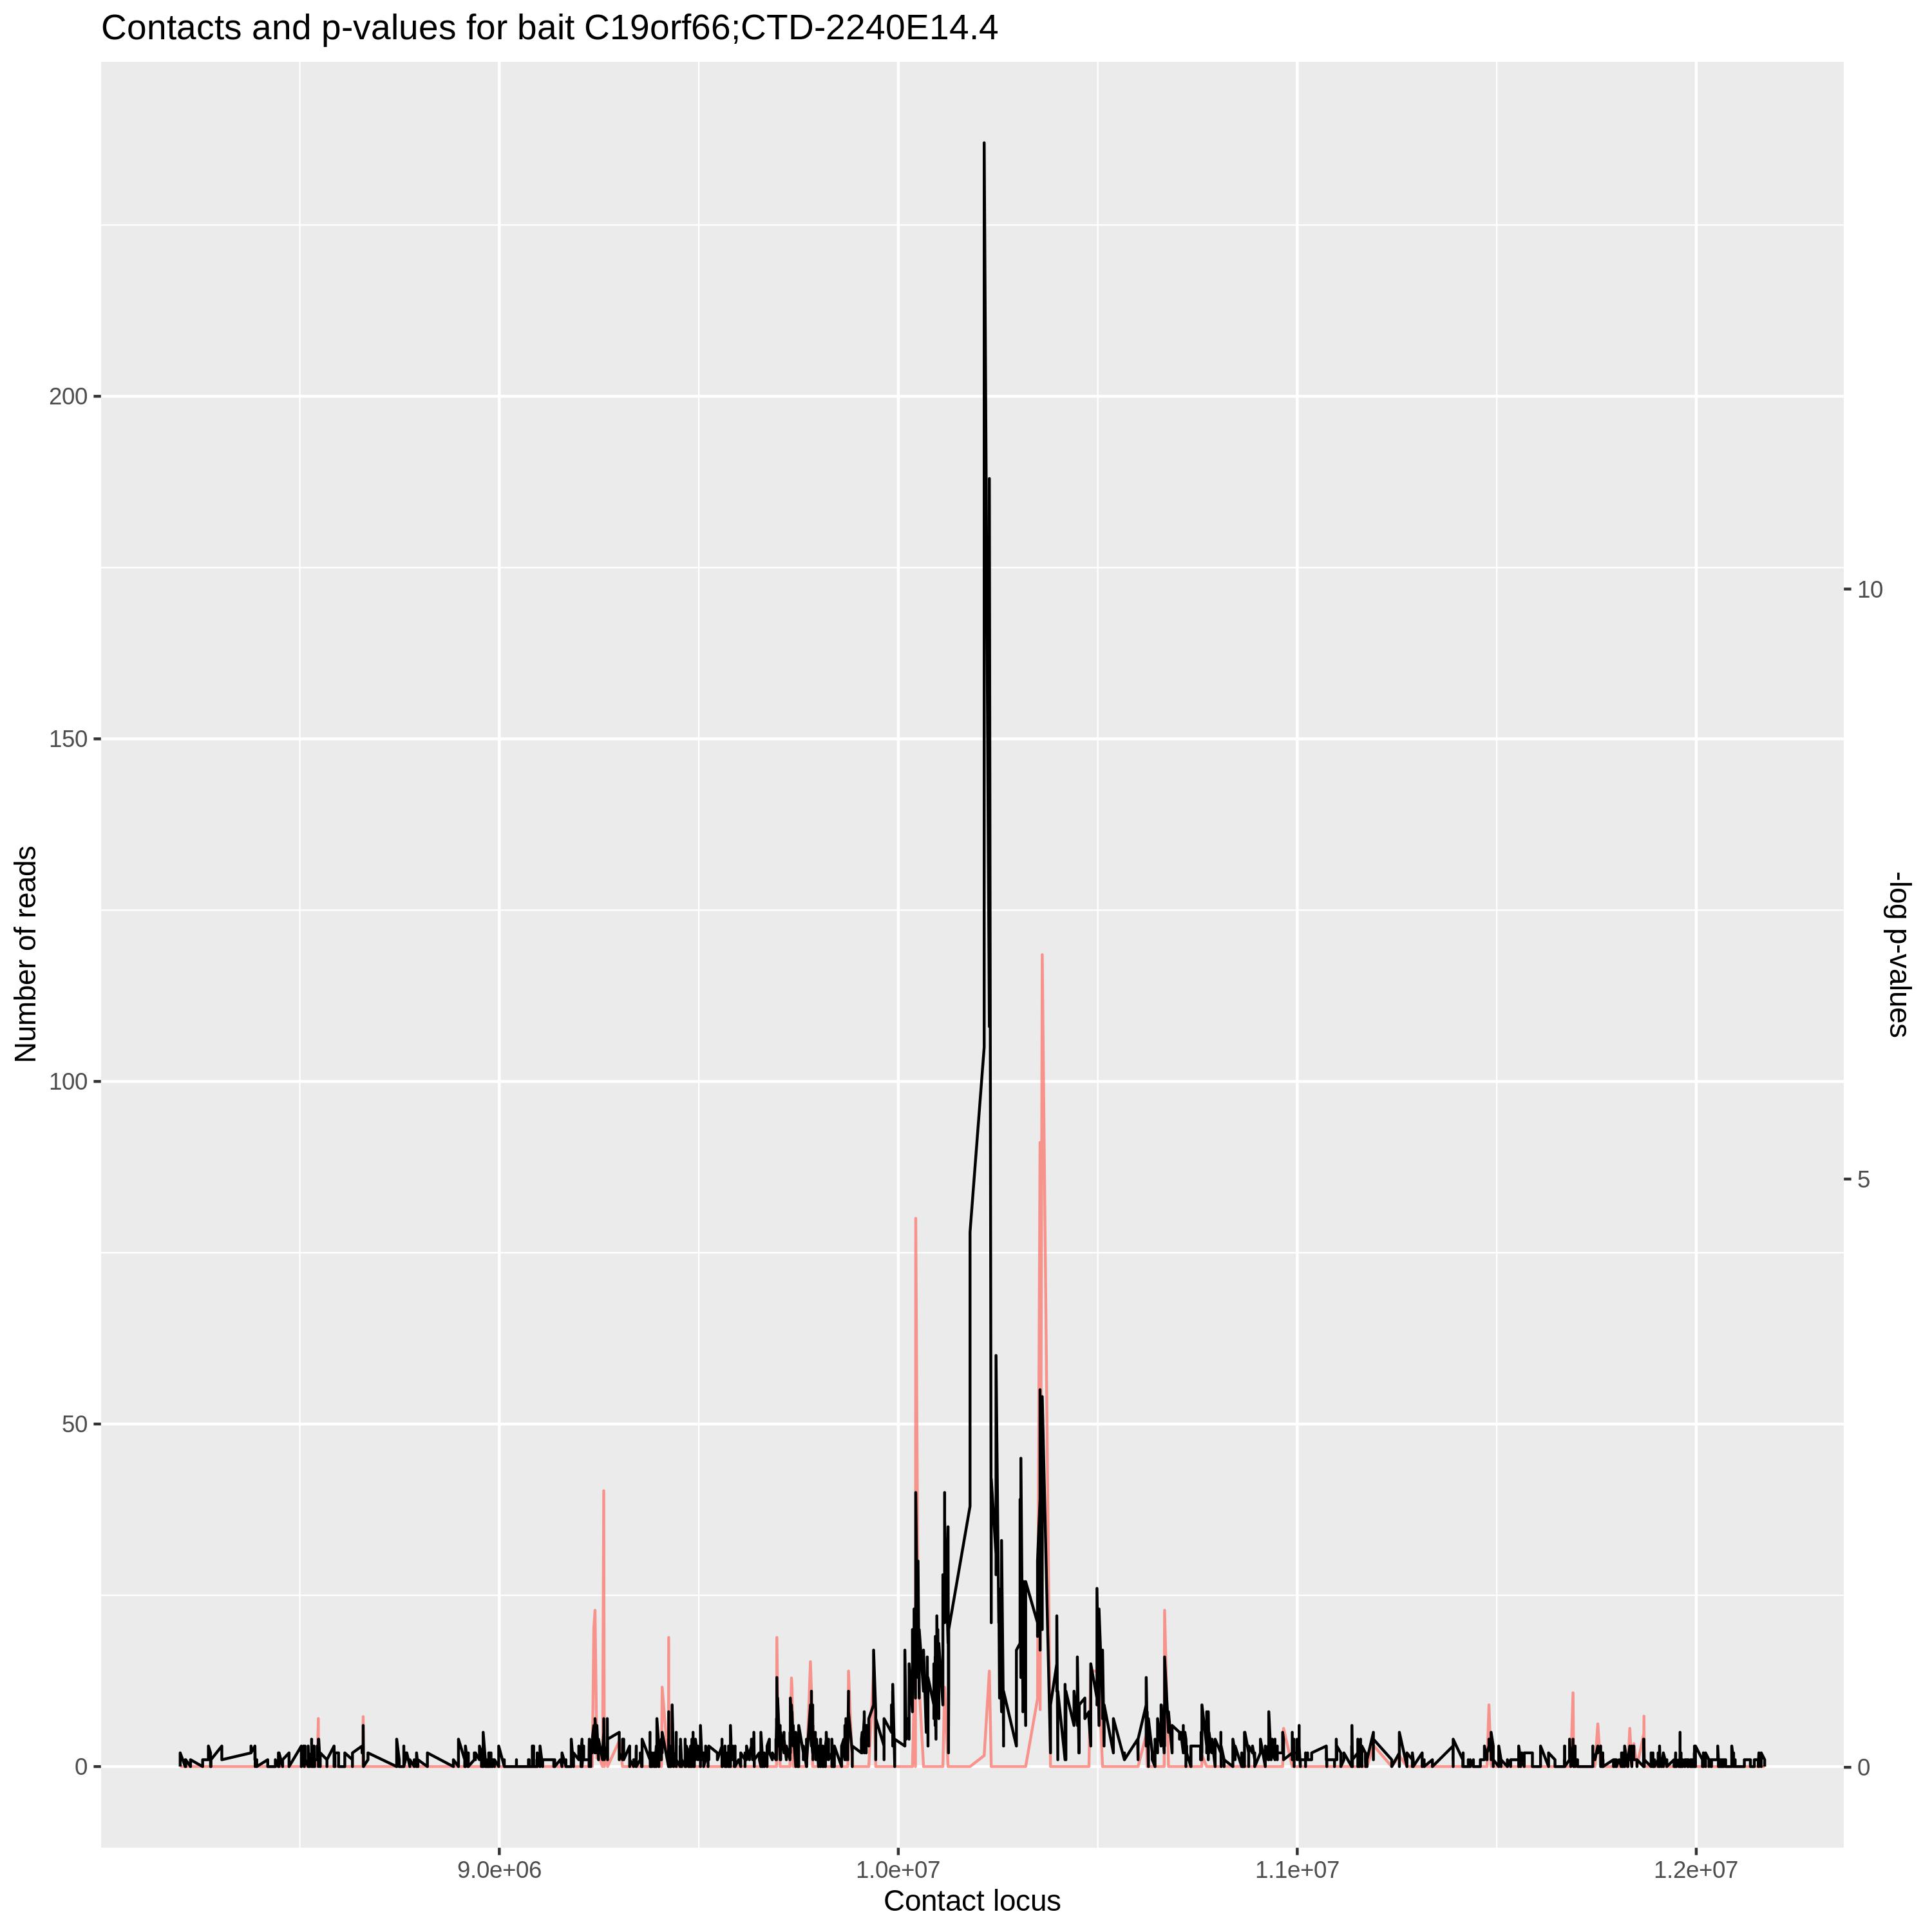 Contacts and p-values for bait C19orf66;CTD-2240E14.4
200
150
100
50
0
Number of reads
10
5
0
-log p-values
9.0e+06
1.0e+07
1.1e+07
1.2e+07
Contact locus